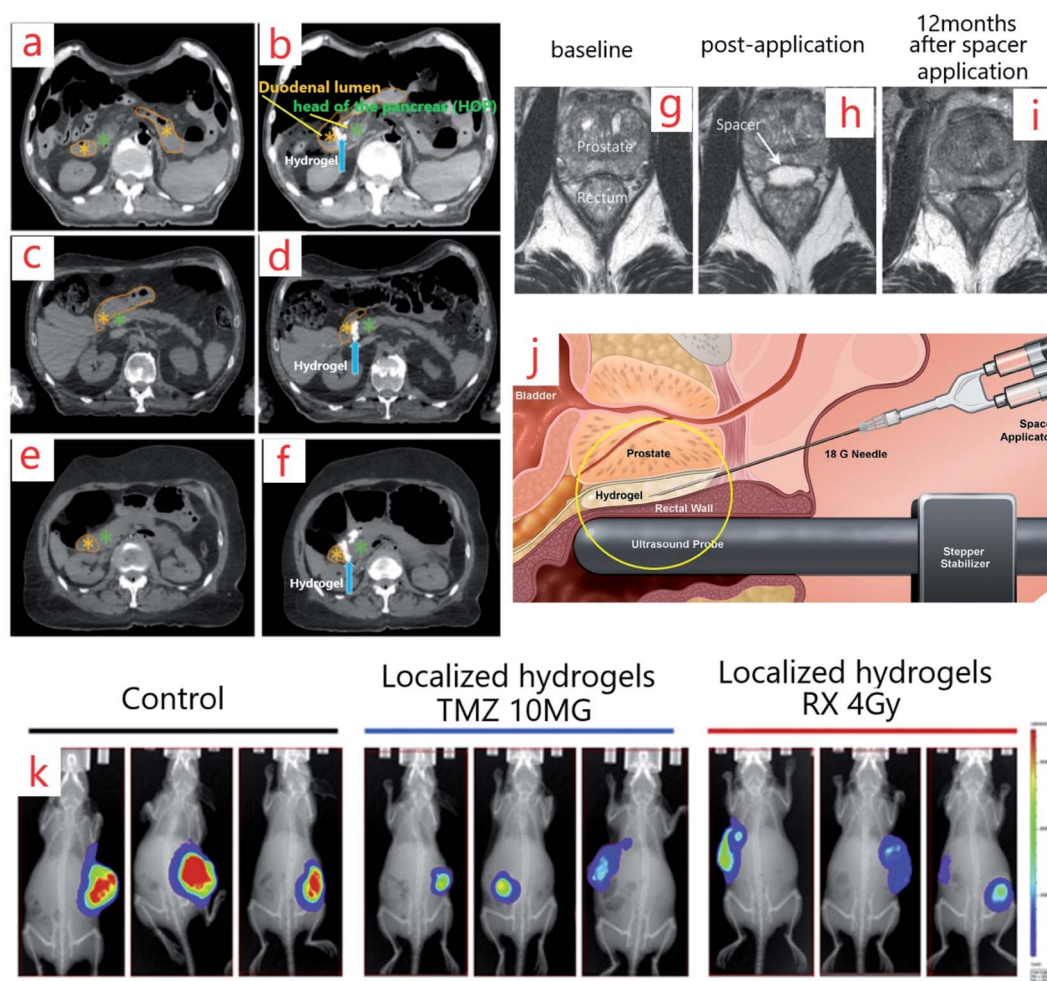 a
b
Duodenal lumen
head of the pancreas (HOP)
Hydrogel
c
d
Hydrogel
e
f
Hydrogel
baseline
post-application
12months
after spacer
application
g
Prostate
Rectum
h
Spacer
i
j
Bladder
Prostate
Hydrogel
Rectal Wall
Ultrasound Probe
18 G Needle
Space
Applicato
Stepper
Stabilizer
Control
Localized hydrogels
TMZ 10MG
Localized hydrogels
RX 4Gy
k